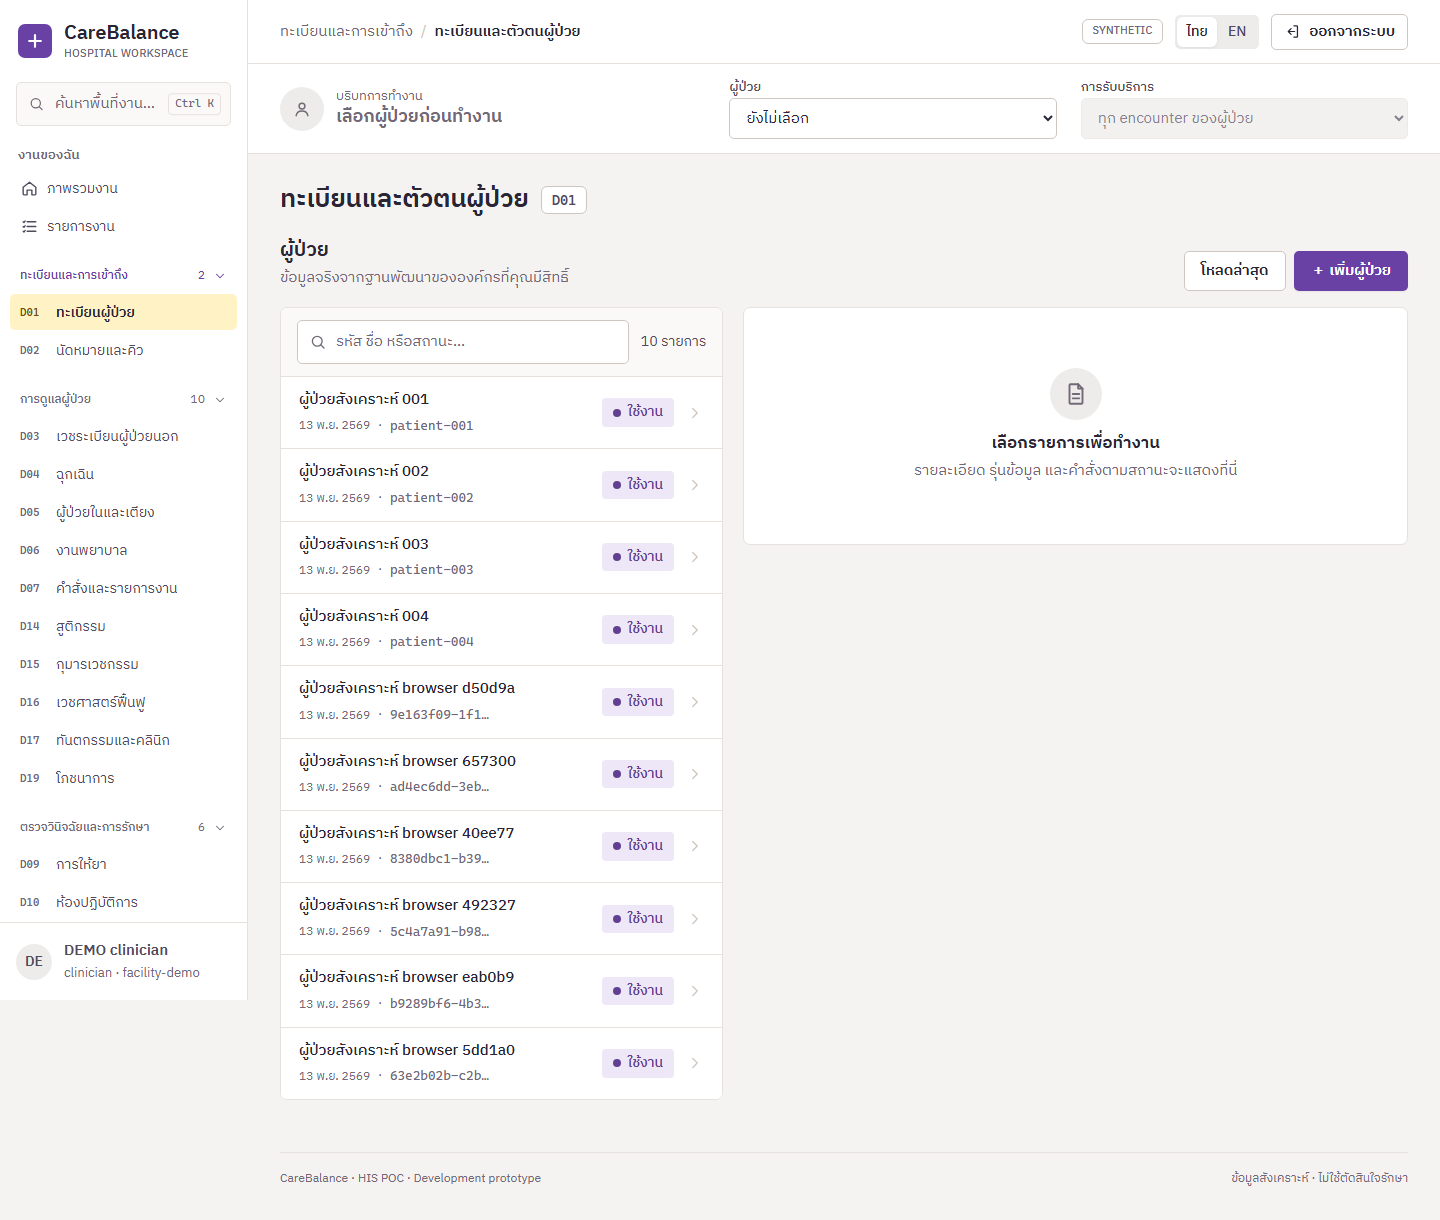 CareBalance
HOSPITAL WORKSPACE
ค้นหาพื้นที่งาน... Ctrl K
งานของฉัน
ภาพรวมงาน
รายการงาน
ทะเบียนและการเข้าถึง 2
D01 ทะเบียนผู้ป่วย
D02 นัดหมายและคิว
การดูแลผู้ป่วย 10
D03 เวชระเบียนผู้ป่วยนอก
D04 ฉุกเฉิน
D05 ผู้ป่วยในและเตียง
D06 งานพยาบาล
D07 คำสั่งและรายการงาน
D14 สูติกรรม
D15 กุมารเวชกรรม
D16 เวชศาสตร์ฟื้นฟู
D17 ทันตกรรมและคลินิก
D19 โภชนาการ
ตรวจวินิจฉัยและการรักษา 6
D09 การให้ยา
D10 ห้องปฏิบัติการ
DE
DEMO clinician
clinician · facility-demo
ทะเบียนและการเข้าถึง / ทะเบียนและตัวตนผู้ป่วย
SYNTHETIC ไทย EN ออกจากระบบ
บริบทการทำงาน
เลือกผู้ป่วยก่อนทำงาน
ผู้ป่วย
ยังไม่เลือก
การรับบริการ
ทุก encounter ของผู้ป่วย
ทะเบียนและตัวตนผู้ป่วย D01
ผู้ป่วย
ข้อมูลจริงจากฐานพัฒนาขององค์กรที่คุณมีสิทธิ์
โหลดล่าสุด + เพิ่มผู้ป่วย
รหัส ชื่อ หรือสถานะ... 10 รายการ
ผู้ป่วยสังเคราะห์ 001
13 พ.ย. 2569 · patient-001
ใช้งาน
ผู้ป่วยสังเคราะห์ 002
13 พ.ย. 2569 · patient-002
ใช้งาน
ผู้ป่วยสังเคราะห์ 003
13 พ.ย. 2569 · patient-003
ใช้งาน
ผู้ป่วยสังเคราะห์ 004
13 พ.ย. 2569 · patient-004
ใช้งาน
ผู้ป่วยสังเคราะห์ browser d50d9a
13 พ.ย. 2569 · 9e163f09-1f1…
ใช้งาน
ผู้ป่วยสังเคราะห์ browser 657300
13 พ.ย. 2569 · ad4ec6dd-3eb…
ใช้งาน
ผู้ป่วยสังเคราะห์ browser 40ee77
13 พ.ย. 2569 · 8380dbc1-b39…
ใช้งาน
ผู้ป่วยสังเคราะห์ browser 492327
13 พ.ย. 2569 · 5c4a7a91-b98…
ใช้งาน
ผู้ป่วยสังเคราะห์ browser eab0b9
13 พ.ย. 2569 · b9289bf6-4b3…
ใช้งาน
ผู้ป่วยสังเคราะห์ browser 5dd1a0
13 พ.ย. 2569 · 63e2b02b-c2b…
ใช้งาน
เลือกรายการเพื่อทำงาน
รายละเอียด รุ่นข้อมูล และคำสั่งตามสถานะจะแสดงที่นี่
CareBalance · HIS POC · Development prototype
ข้อมูลสังเคราะห์ · ไม่ใช้ตัดสินใจรักษา